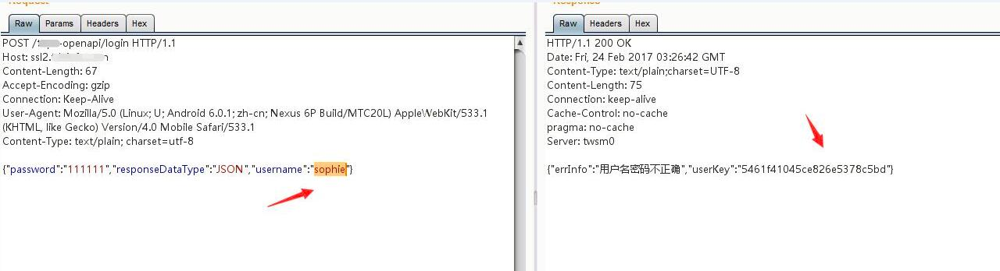 Request
Raw Params Headers Hex
POST /
-openapi/login HTTP/1.1
Host: ssl2.
Content-Length: 67
Accept-Encoding: gzip
Connection: Keep-Alive
User-Agent: Mozilla/5.0 (Linux; U; Android 6.0.1; zh-cn; Nexus 6P Build/MTC20L) AppleWebKit/533.1
(KHTML, like Gecko) Version/4.0 Mobile Safari/533.1
Content-Type: text/plain; charset=utf-8
{"password":"111111","responseDataType":"JSON","username":"sophie"}
Response
Raw Headers Hex
HTTP/1.1 200 OK
Date: Fri, 24 Feb 2017 03:26:42 GMT
Content-Type: text/plain;charset=UTF-8
Content-Length: 75
Connection: keep-alive
Cache-Control: no-cache
pragma: no-cache
Server: twsm0
{"errInfo":"用户名密码不正确","userKey":"5461f41045ce826e5378c5bd"}